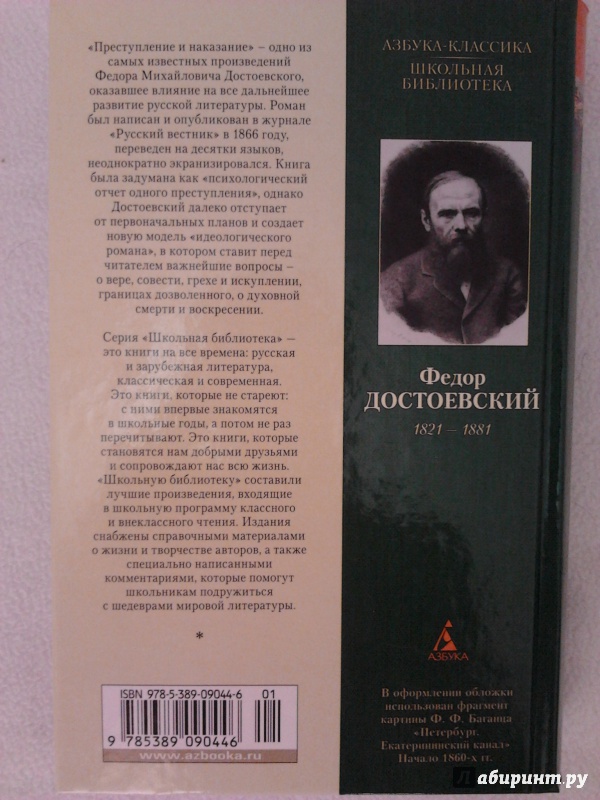 «Преступление и наказание» – одно из
самых известных произведений
Федора Михайловича Достоевского,
оказавшее влияние на все дальнейшее
развитие русской литературы. Роман
был написан и опубликован в журнале
«Русский вестник» в 1866 году,
переведен на десятки языков,
неоднократно экранизировался. Книга
была задумана как «психологический
отчет одного преступления», однако
Достоевский далеко отступает
от первоначальных планов и создает
новую модель «идеологического
романа», в котором ставит перед
читателем важнейшие вопросы –
о вере, совести, грехе и искуплении,
границах дозволенного, о духовной
смерти и воскресении.
Серия «Школьная библиотека» –
это книги на все времена: русская
и зарубежная литература,
классическая и современная.
Это книги, которые не стареют:
с ними впервые знакомятся
в школьные годы, а потом не раз
перечитывают. Это книги, которые
становятся нам добрыми друзьями
и сопровождают нас всю жизнь.
«Школьную библиотеку» составили
лучшие произведения, входящие
в школьную программу классного
и внеклассного чтения. Издания
снабжены справочными материалами
о жизни и творчестве авторов, а также
специально написанными
комментариями, которые помогут
школьникам подружиться
с шедеврами мировой литературы.
*
ISBN 978-5-389-09044-6 01
9 785389 090446
www.azbooka.ru
АЗБУКА-КЛАССИКА
ШКОЛЬНАЯ
БИБЛИОТЕКА
Федор
ДОСТОЕВСКИЙ
1821 – 1881
АЗБУКА
В оформлении обложки
использован фрагмент
картины Ф. Ф. Баганца
«Петербург.
Екатерининский канал»
Начало 1860-х гг.
лабиринт.ру